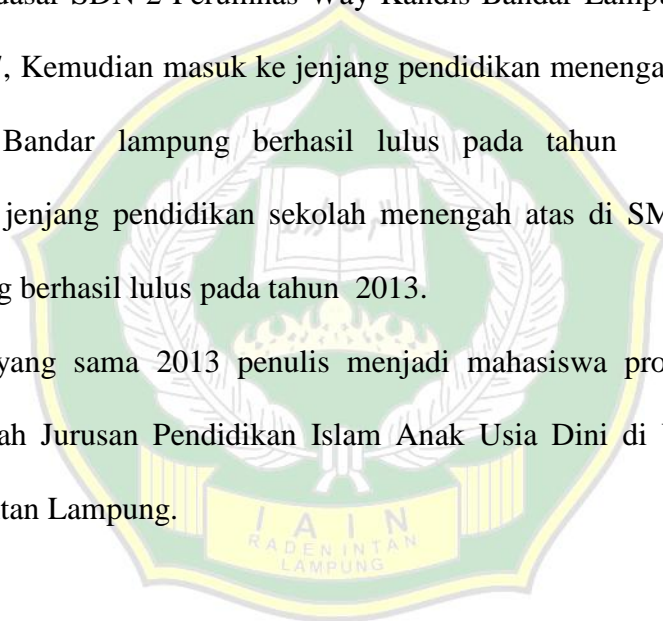 dasar SDN 2 Perumnas Way Kandis Bandar Lampu
, Kemudian masuk ke jenjang pendidikan menenga
Bandar lampung berhasil lulus pada tahun
jenjang pendidikan sekolah menengah atas di SM
g berhasil lulus pada tahun 2013.
yang sama 2013 penulis menjadi mahasiswa pro
ah Jurusan Pendidikan Islam Anak Usia Dini di
tan Lampung.
I A I N
RADEN INTAN
LAMPUNG